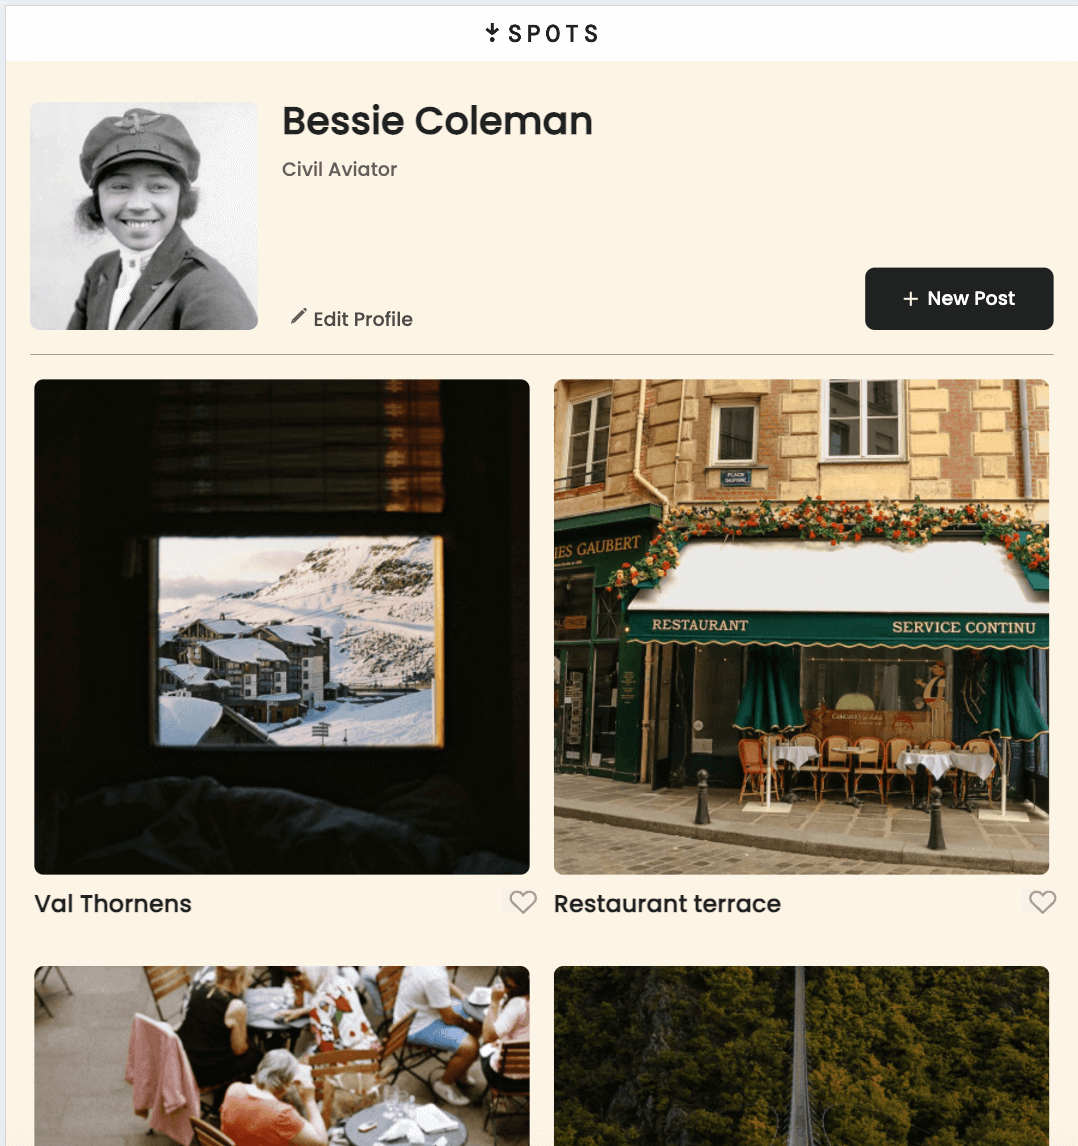 SPOTS
Bessie Coleman
Civil Aviator
Edit Profile
+ New Post
PLACE
DAUPHINE
IES GAUBERT
RESTAURANT
SERVICE CONTINU
Val Thornens
Restaurant terrace